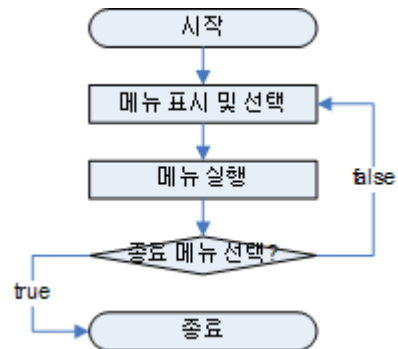 시작
메뉴 표시 및 선택
메뉴 실행
false
종료 메뉴 선택?
true
종료